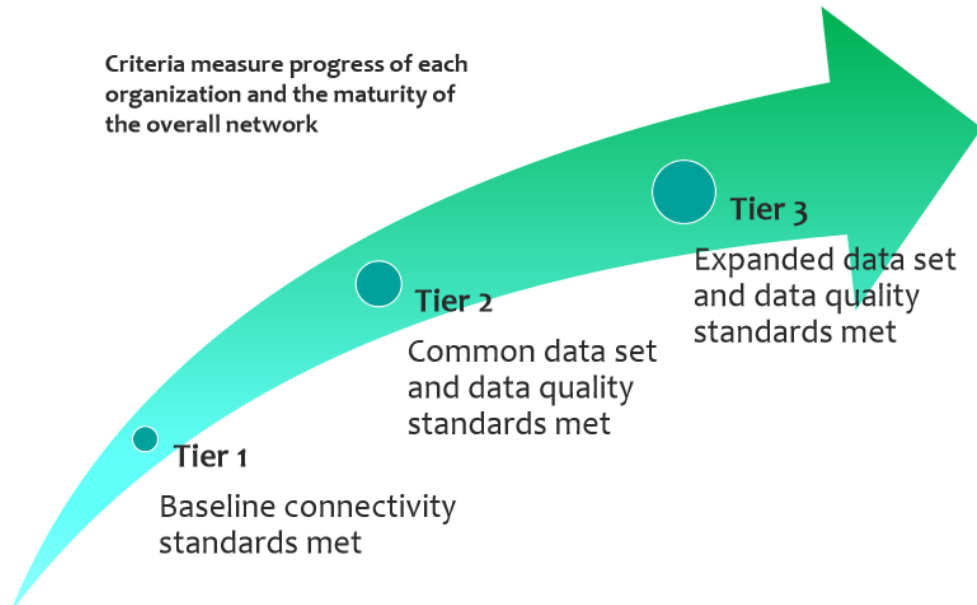 Criteria measure progress of each
organization and the maturity of
the overall network
Tier 3
Expanded data set
and data quality
standards met
Tier 2
Common data set
and data quality
standards met
Tier 1
Baseline connectivity
standards met